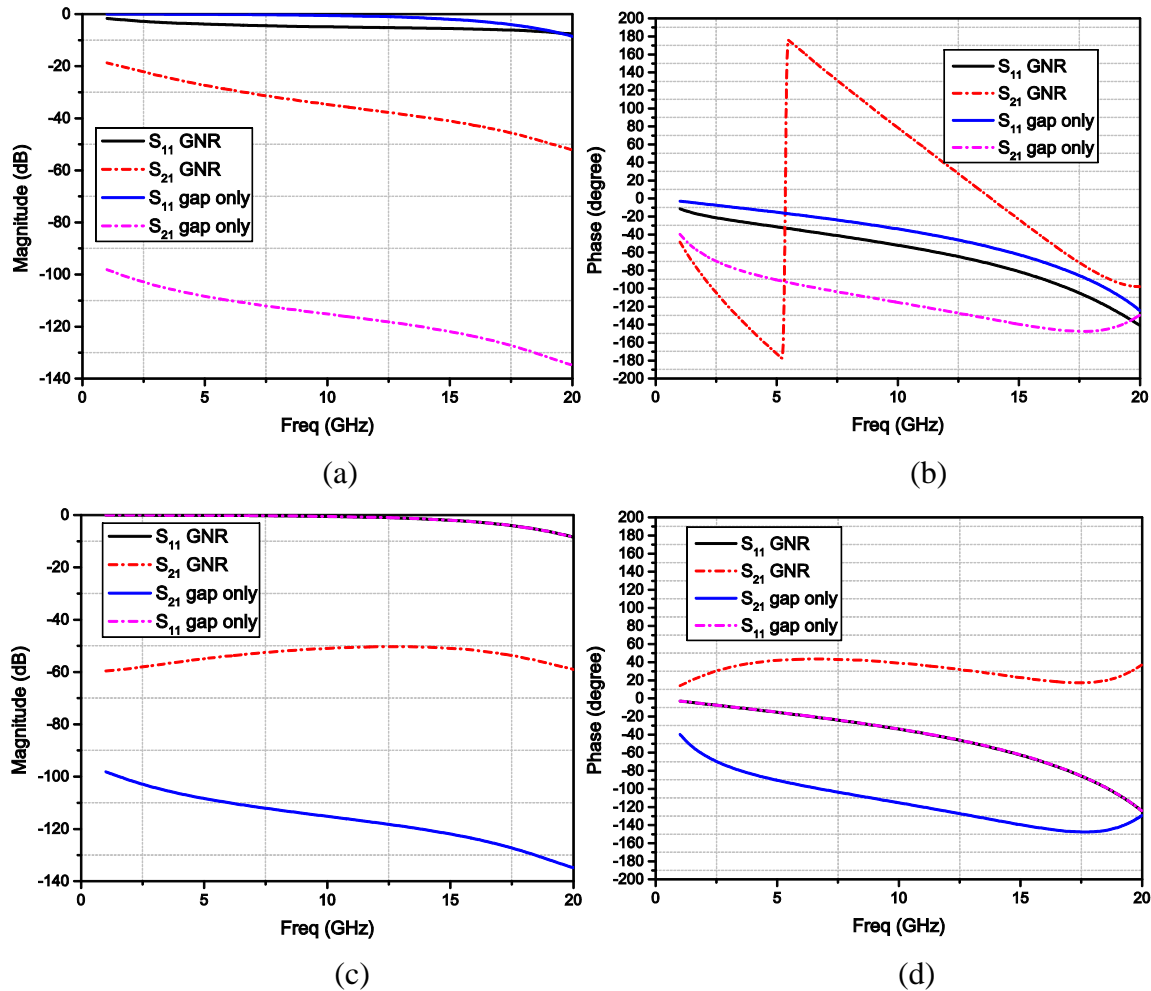 0
-20
-40
-60
-80
-100
-120
-140
Magnitude (dB)
S11 GNR
S21 GNR
S11 gap only
S21 gap only
0 5 10 15 20
Freq (GHz)
(a)
200
180
160
140
120
100
80
60
40
20
0
-20
-40
-60
-80
-100
-120
-140
-160
-180
-200
Phase (degree)
S11 GNR
S21 GNR
S11 gap only
S21 gap only
0 5 10 15 20
Freq (GHz)
(b)
0
-20
-40
-60
-80
-100
-120
-140
Magnitude (dB)
S11 GNR
S21 GNR
S21 gap only
S11 gap only
0 5 10 15 20
Freq (GHz)
(c)
200
180
160
140
120
100
80
60
40
20
0
-20
-40
-60
-80
-100
-120
-140
-160
-180
-200
Phase (degree)
S11 GNR
S21 GNR
S21 gap only
S11 gap only
0 5 10 15 20
Freq (GHz)
(d)